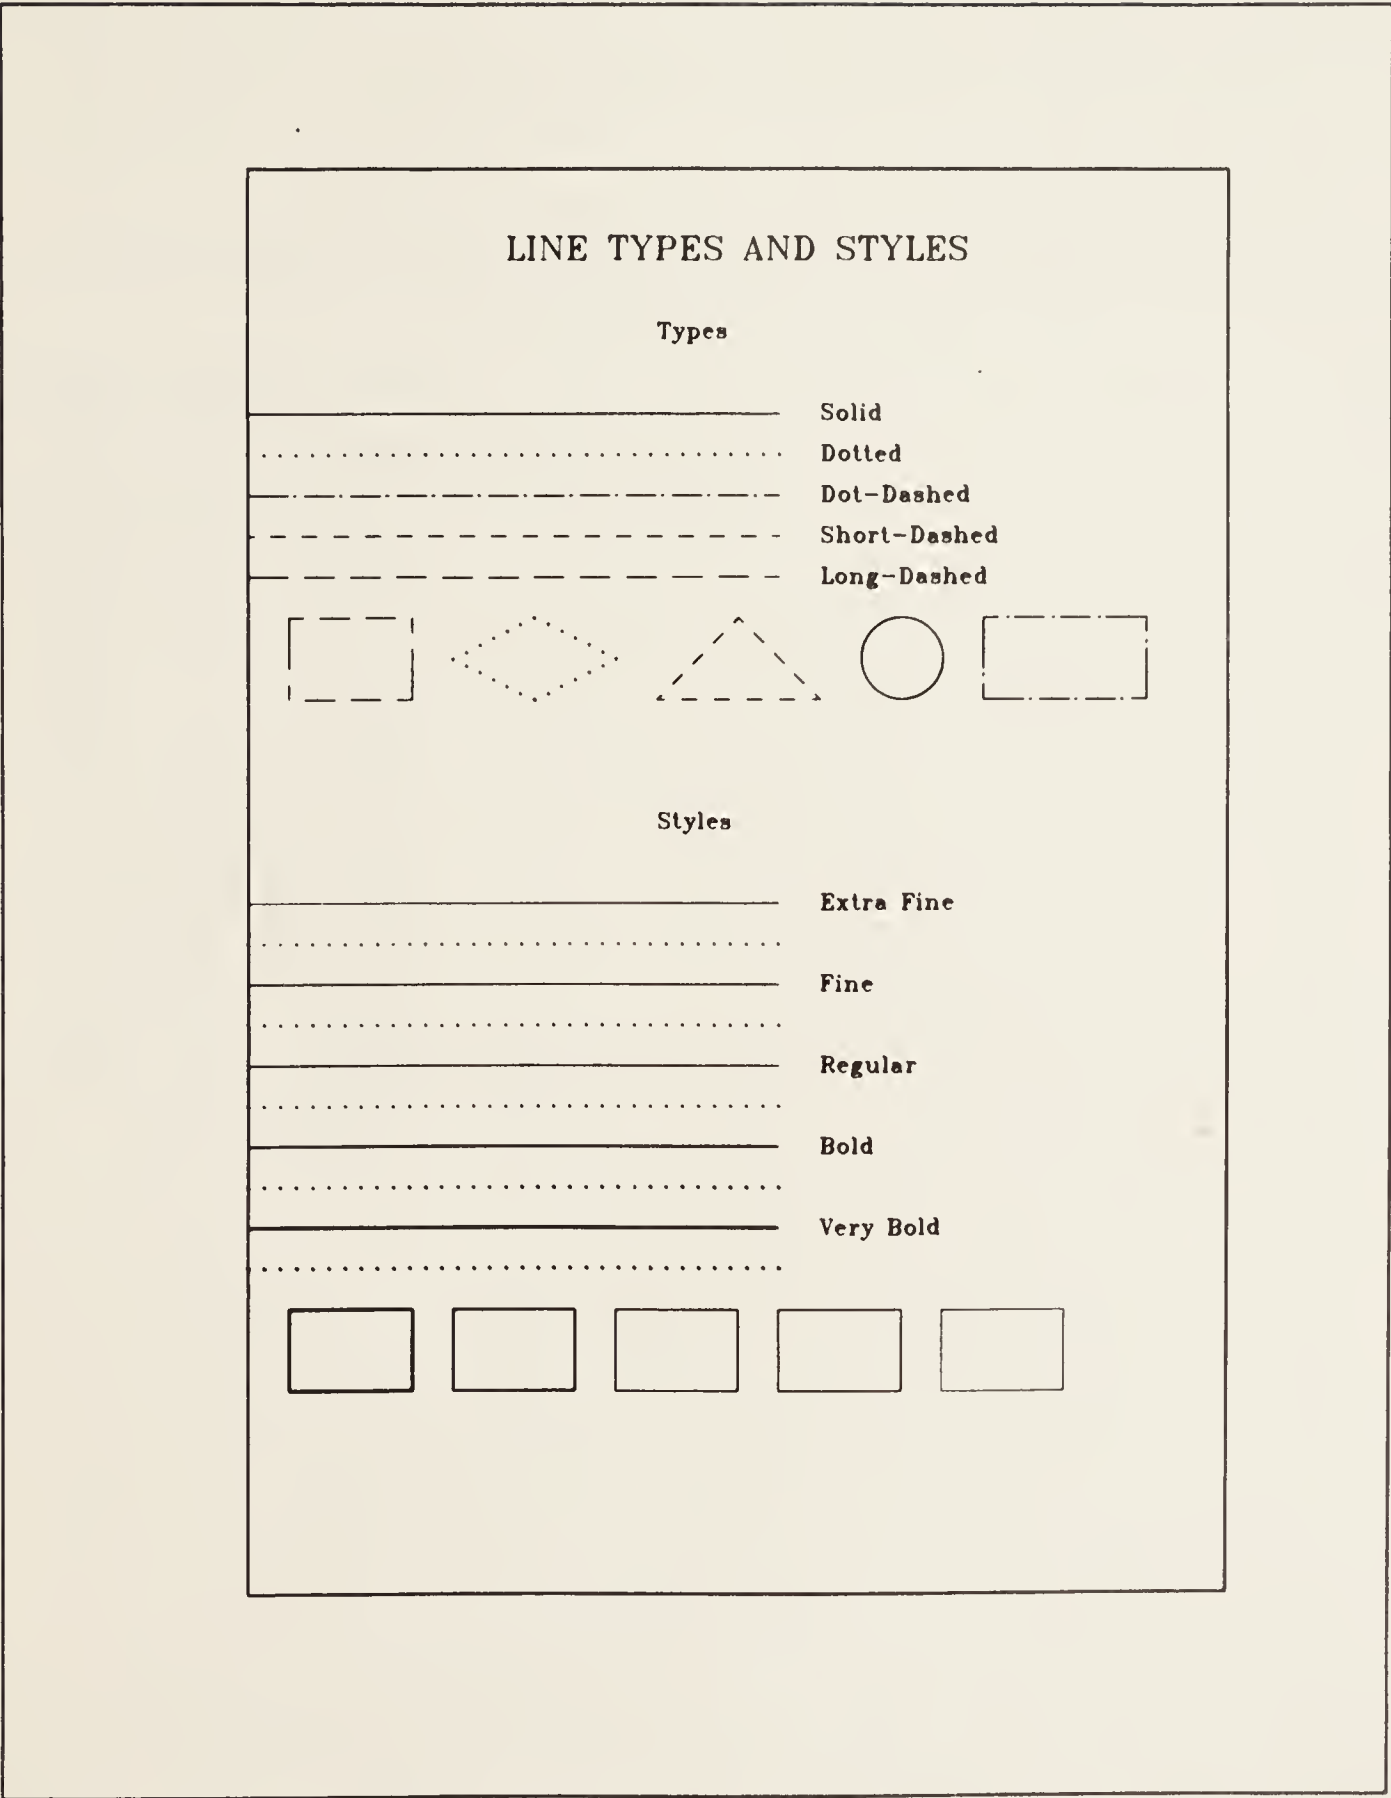 LINE TYPES AND STYLES
Types
Solid
Dotted
Dot-Dashed
Short-Dashed
Long-Dashed
Styles
Extra Fine
Fine
Regular
Bold
Very Bold